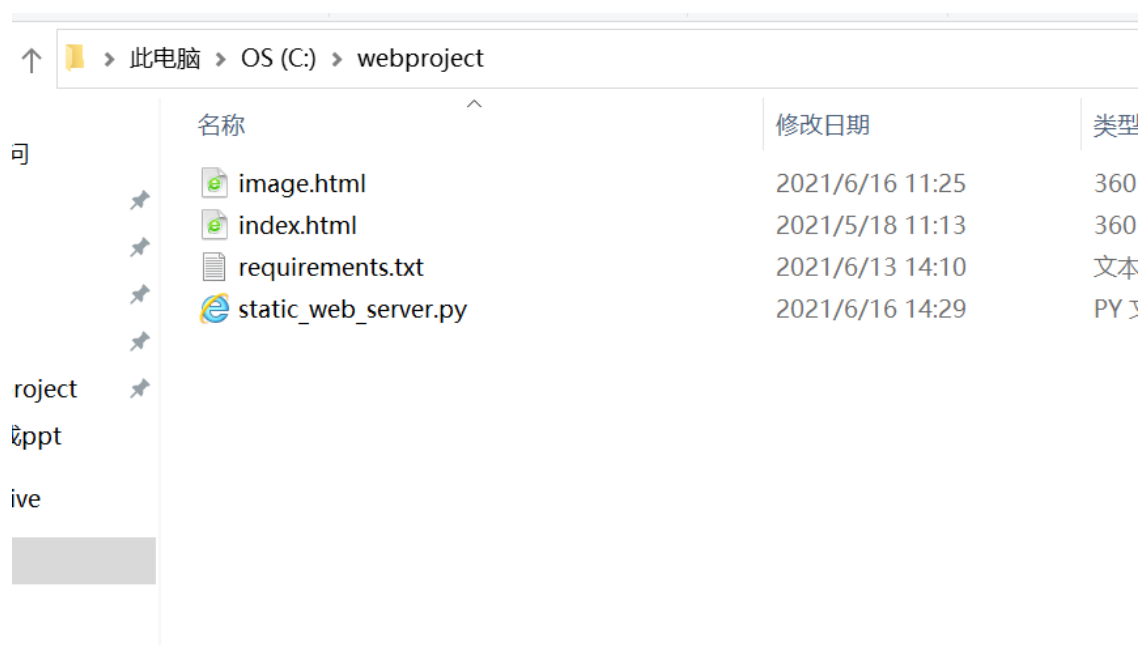 此电脑 > OS (C:) > webproject
名称 修改日期 类型
问
image.html 2021/6/16 11:25 360
index.html 2021/5/18 11:13 360
requirements.txt 2021/6/13 14:10 文本
static_web_server.py 2021/6/16 14:29 PY
roject
ppt
ive